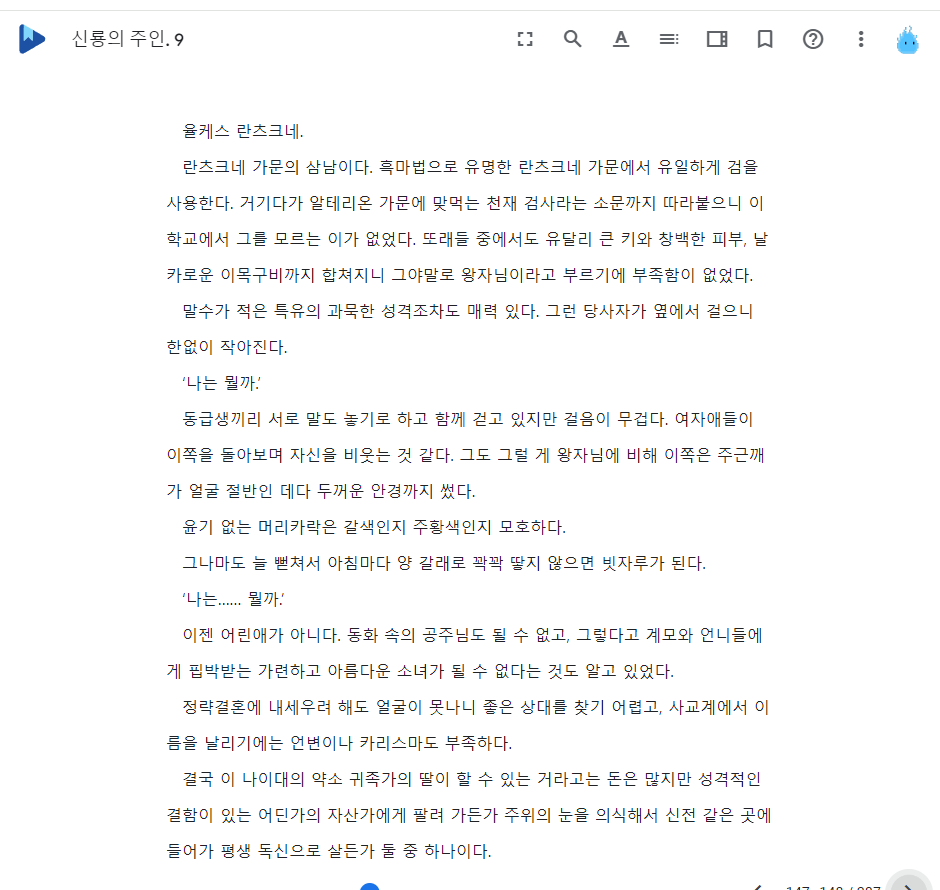 신룡의 주인. 9
율케스 란츠크네.
란츠크네 가문의 삼남이다. 흑마법으로 유명한 란츠크네 가문에서 유일하게 검을
사용한다. 거기다가 알테리온 가문에 맞먹는 천재 검사라는 소문까지 따라붙으니 이
학교에서 그를 모르는 이가 없었다. 또래들 중에서도 유달리 큰 키와 창백한 피부, 날
카로운 이목구비까지 합쳐지니 그야말로 왕자님이라고 부르기에 부족함이 없었다.
말수가 적은 특유의 과묵한 성격조차도 매력 있다. 그런 당사자가 옆에서 걸으니
한없이 작아진다.
‘나는 뭘까.’
동급생끼리 서로 말도 놓기로 하고 함께 걷고 있지만 걸음이 무겁다. 여자애들이
이쪽을 돌아보며 자신을 비웃는 것 같다. 그도 그럴 게 왕자님에 비해 이쪽은 주근깨
가 얼굴 절반인 데다 두꺼운 안경까지 썼다.
윤기 없는 머리카락은 갈색인지 주황색인지 모호하다.
그나마도 늘 뻗쳐서 아침마다 양 갈래로 꽉꽉 땋지 않으면 빗자루가 된다.
‘나는...... 뭘까.’
이젠 어린애가 아니다. 동화 속의 공주님도 될 수 없고, 그렇다고 계모와 언니들에
게 핍박받는 가련하고 아름다운 소녀가 될 수 없다는 것도 알고 있었다.
정략결혼에 내세우려 해도 얼굴이 못나니 좋은 상대를 찾기 어렵고, 사교계에서 이
름을 날리기에는 언변이나 카리스마도 부족하다.
결국 이 나이대의 약소 귀족가의 딸이 할 수 있는 거라고는 돈은 많지만 성격적인
결함이 있는 어딘가의 자산가에게 팔려 가든가 주위의 눈을 의식해서 신전 같은 곳에
들어가 평생 독신으로 살든가 둘 중 하나이다.